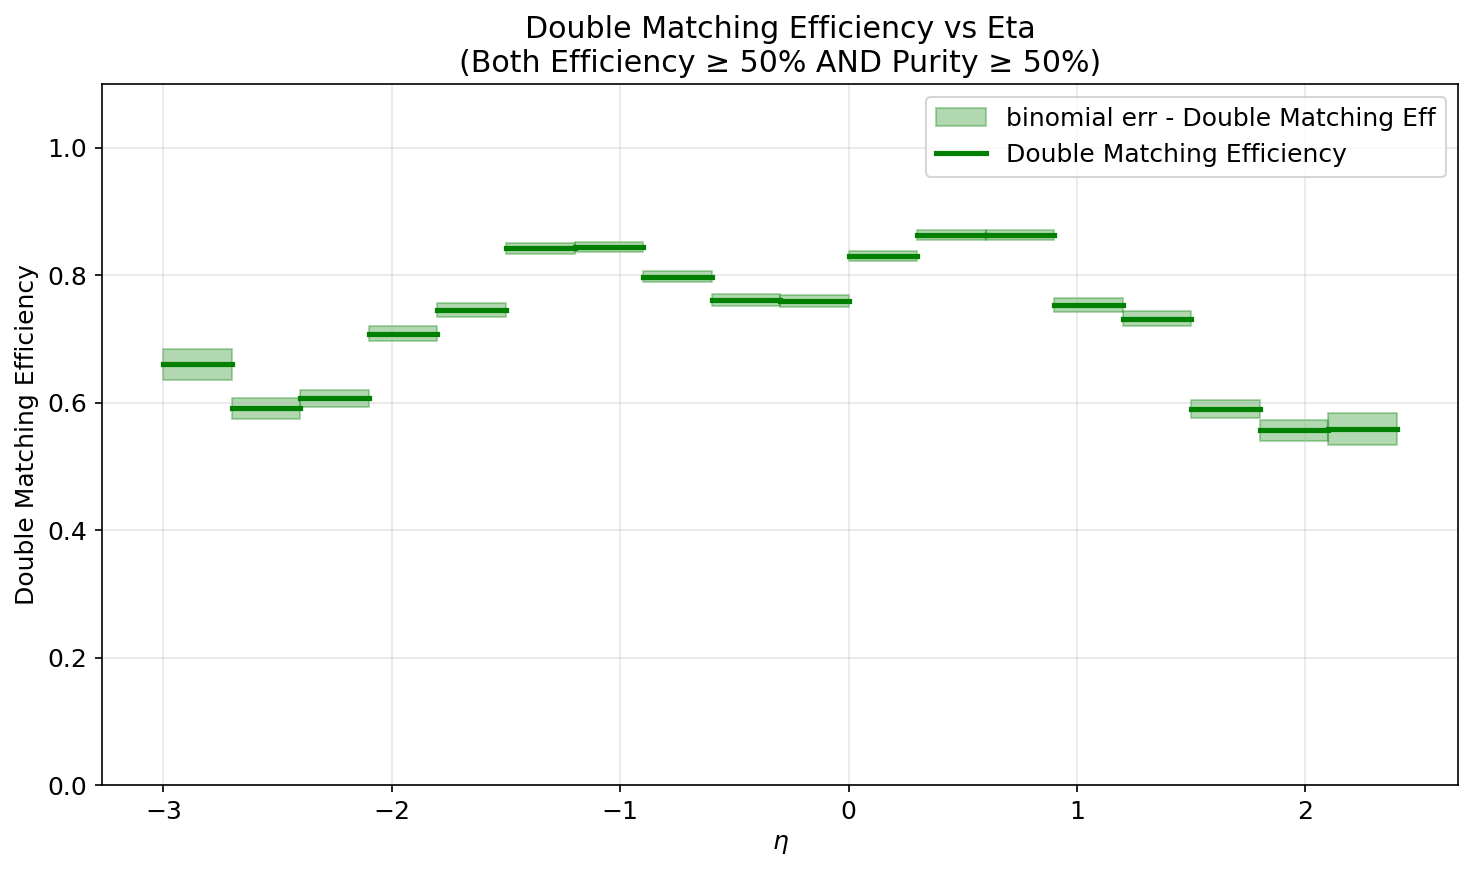 Double Matching Efficiency vs Eta
(Both Efficiency ≥ 50% AND Purity ≥ 50%)
binomial err - Double Matching Eff
Double Matching Efficiency
Double Matching Efficiency
1.0
0.8
0.6
0.4
0.2
0.0
−3 −2 −1 0 1 2
η